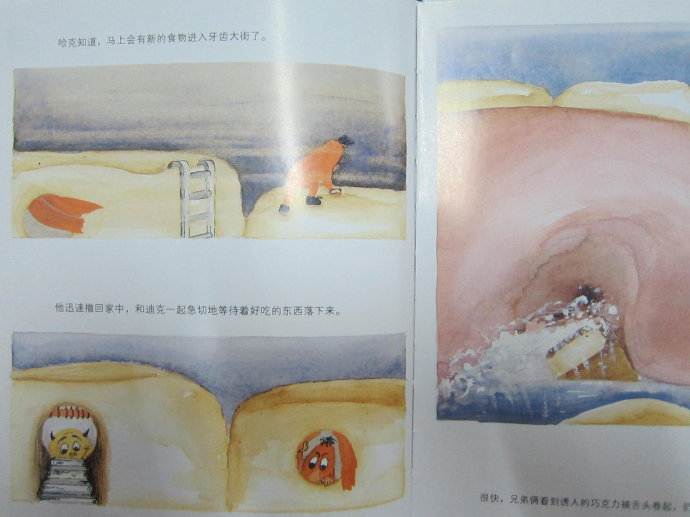 哈克知道，马上会有新的食物进入牙齿大街了。
他迅速撤回家中，和迪克一起急切地等待着好吃的东西落下来。
很快，兄弟俩看到诱人的巧克力被舌头卷起，